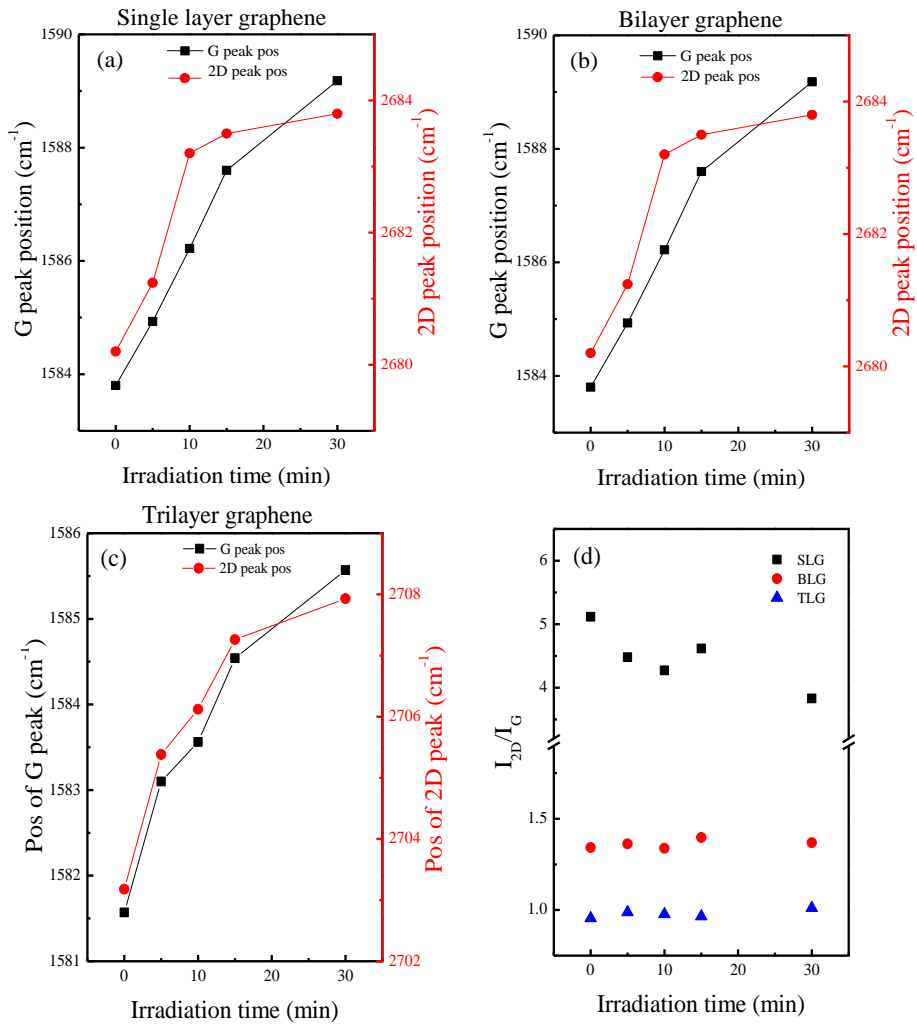 Single layer graphene
(a)
G peak pos
2D peak pos
1590
1588
1586
1584
G peak position (cm⁻¹)
2684
2682
2680
2D peak position (cm⁻¹)
0 10 20 30
Irradiation time (min)
Bilayer graphene
(b)
G peak pos
2D peak pos
1590
1588
1586
1584
G peak position (cm⁻¹)
2684
2682
2680
2D peak position (cm⁻¹)
0 10 20 30
Irradiation time (min)
Trilayer graphene
(c)
G peak pos
2D peak pos
1586
1585
1584
1583
1582
1581
Pos of G peak (cm⁻¹)
2708
2706
2704
2702
Pos of 2D peak (cm⁻¹)
0 10 20 30
Irradiation time (min)
(d)
SLG
BLG
TLG
6
5
4
1.5
1.0
I₂D/IG
0 10 20 30
Irradiation time (min)